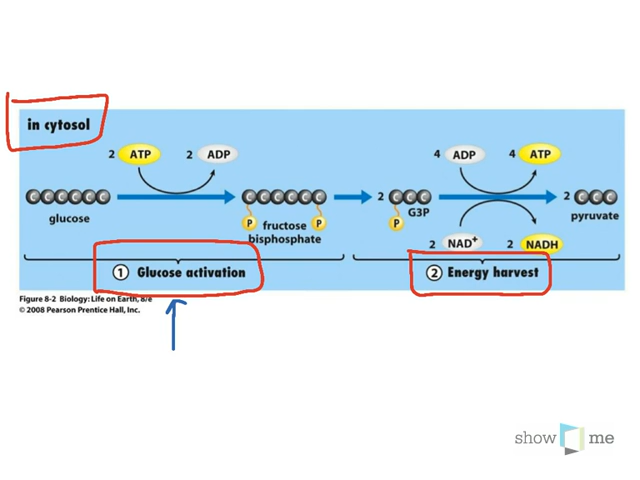 in cytosol
2 ATP 2 ADP 4 ADP 4 ATP
C C C C C C C C C C C C 2 C C C 2 C C C
glucose G3P pyruvate
P P P
fructose
bisphosphate
2 NAD+ 2 NADH
1 Glucose activation 2 Energy harvest
Figure 8-2 Biology: Life on Earth, 8/e
© 2008 Pearson Prentice Hall, Inc.
show me